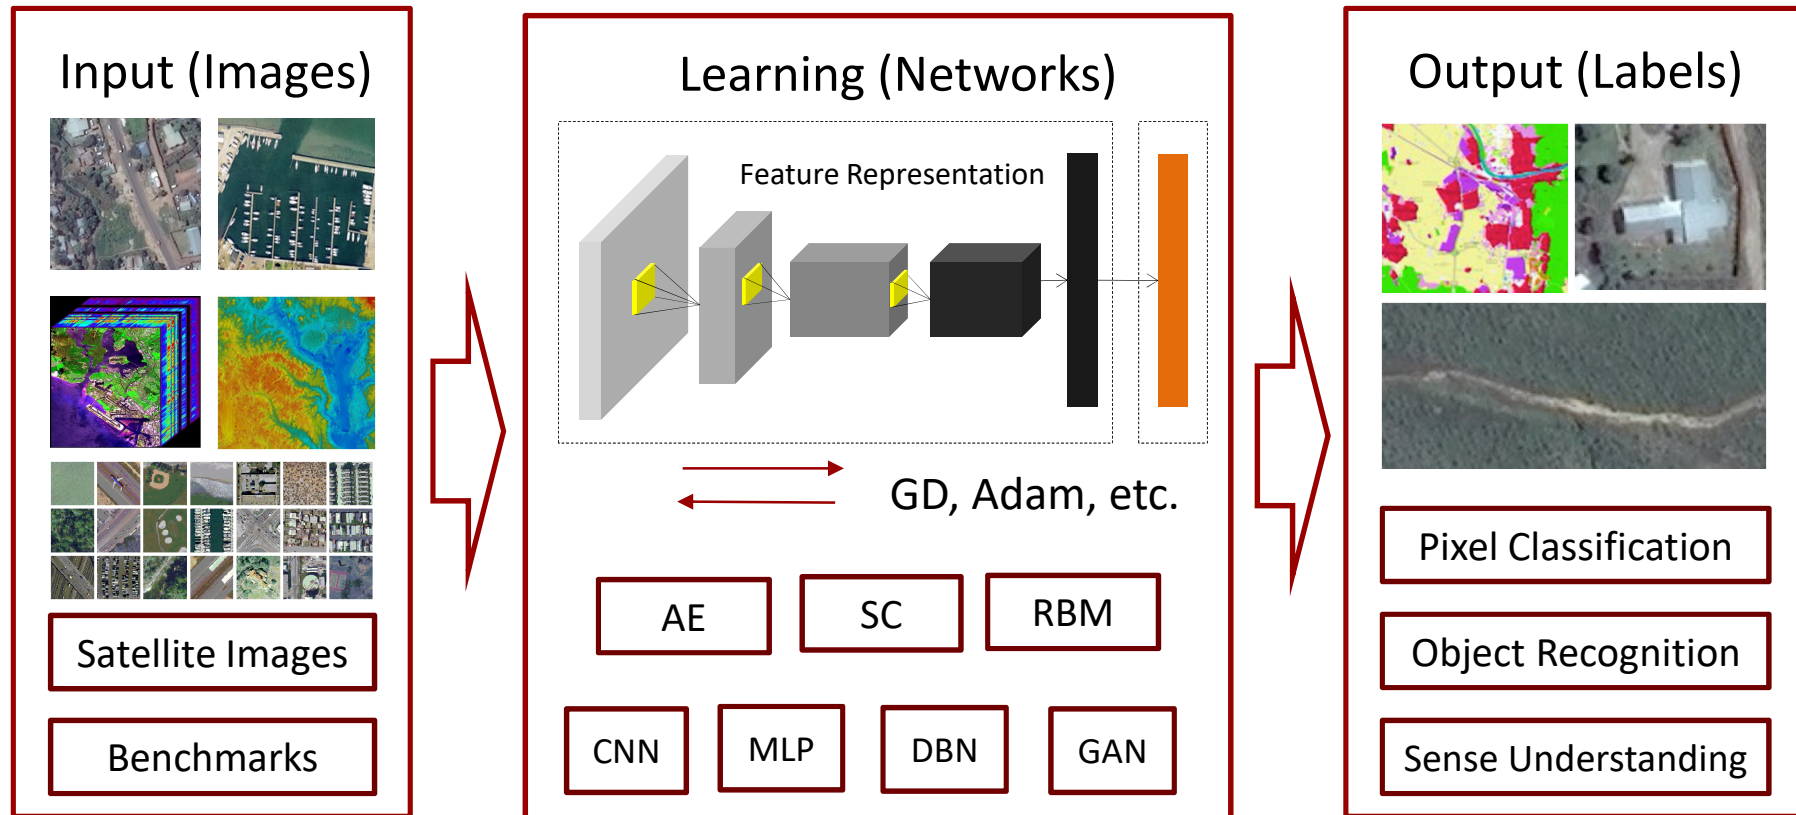 Input (Images)
Satellite Images
Benchmarks
Learning (Networks)
Feature Representation
GD, Adam, etc.
AE
SC
RBM
CNN
MLP
DBN
GAN
Output (Labels)
Pixel Classification
Object Recognition
Sense Understanding